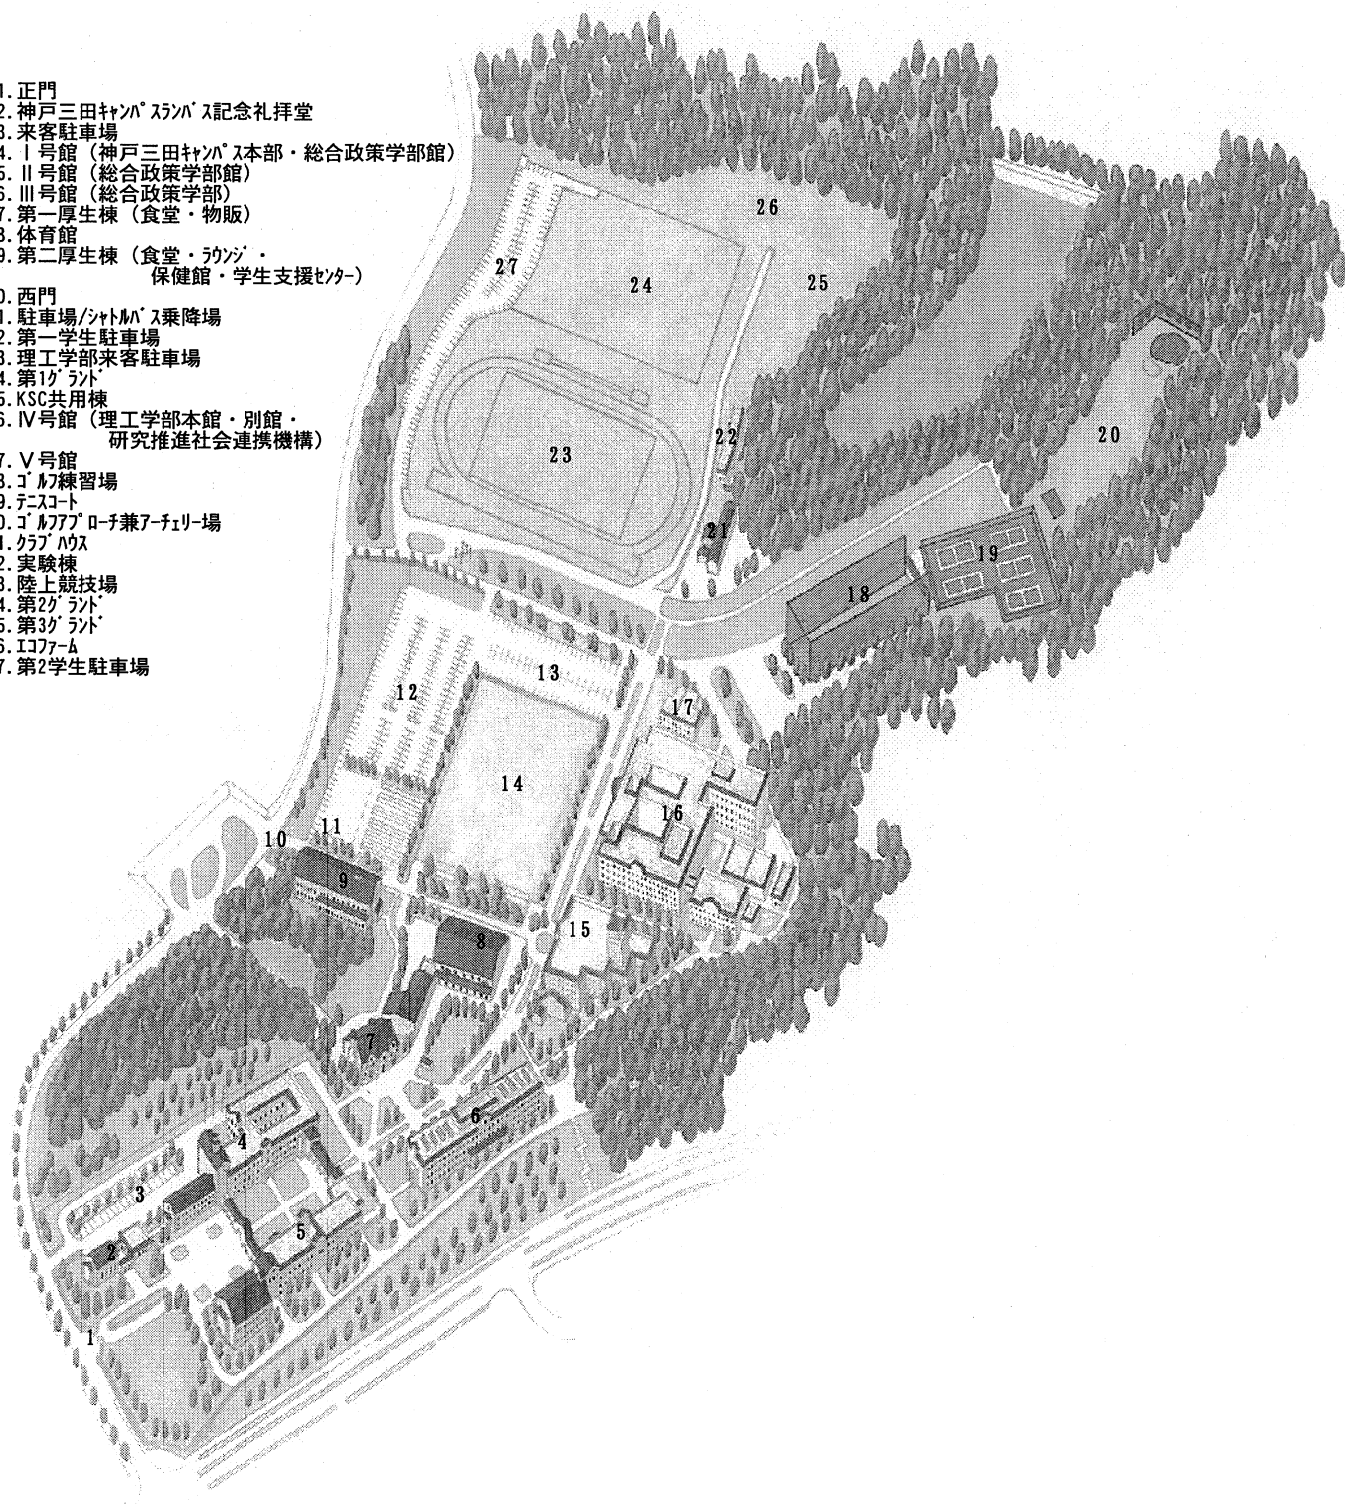 1. 正門
2. 神戸三田ｷｬﾝﾊﾟｽﾗﾝﾊﾞｽ記念礼拝堂
3. 来客駐車場
4. Ⅰ号館（神戸三田ｷｬﾝﾊﾟｽ本部・総合政策学部館）
5. Ⅱ号館（総合政策学部館）
6. Ⅲ号館（総合政策学部）
7. 第一厚生棟（食堂・物販）
8. 体育館
9. 第二厚生棟（食堂・ﾗｳﾝｼﾞ・
保健館・学生支援ｾﾝﾀｰ）
0. 西門
1. 駐車場/ｼｬﾄﾙﾊﾞｽ乗降場
2. 第一学生駐車場
3. 理工学部来客駐車場
4. 第1ｸﾞﾗﾝﾄﾞ
5. KSC共用棟
6. Ⅳ号館（理工学部本館・別館・
研究推進社会連携機構）
7. Ⅴ号館
8. ｺﾞﾙﾌ練習場
9. ﾃﾆｽｺｰﾄ
0. ｺﾞﾙﾌｱﾌﾟﾛｰﾁ兼ｱｰﾁｪﾘｰ場
1. ｸﾗﾌﾞﾊｳｽ
2. 実験棟
3. 陸上競技場
4. 第2ｸﾞﾗﾝﾄﾞ
5. 第3ｸﾞﾗﾝﾄﾞ
6. ｴｺﾌｧｰﾑ
7. 第2学生駐車場
26
27
24
25
22
23
20
21
19
18
13
12
17
14
16
11
10
9
15
8
7
6
4
3
5
2
1